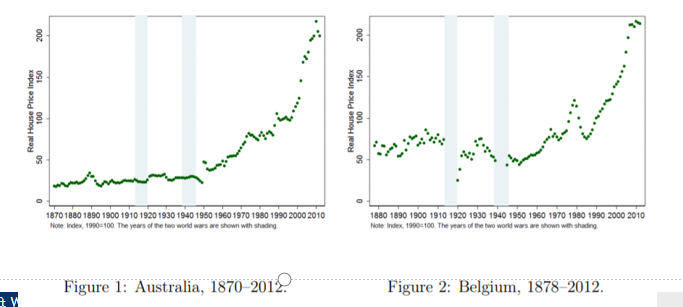 Real House Price Index
0 50 100 150 200
1870 1880 1890 1900 1910 1920 1930 1940 1950 1960 1970 1980 1990 2000 2010
Note: Index, 1990=100. The years of the two world wars are shown with shading.
Figure 1: Australia, 1870–2012.
Real House Price Index
0 50 100 150 200
1880 1890 1900 1910 1920 1930 1940 1950 1960 1970 1980 1990 2000 2010
Note: Index, 1990=100. The years of the two world wars are shown with shading.
Figure 2: Belgium, 1878–2012.